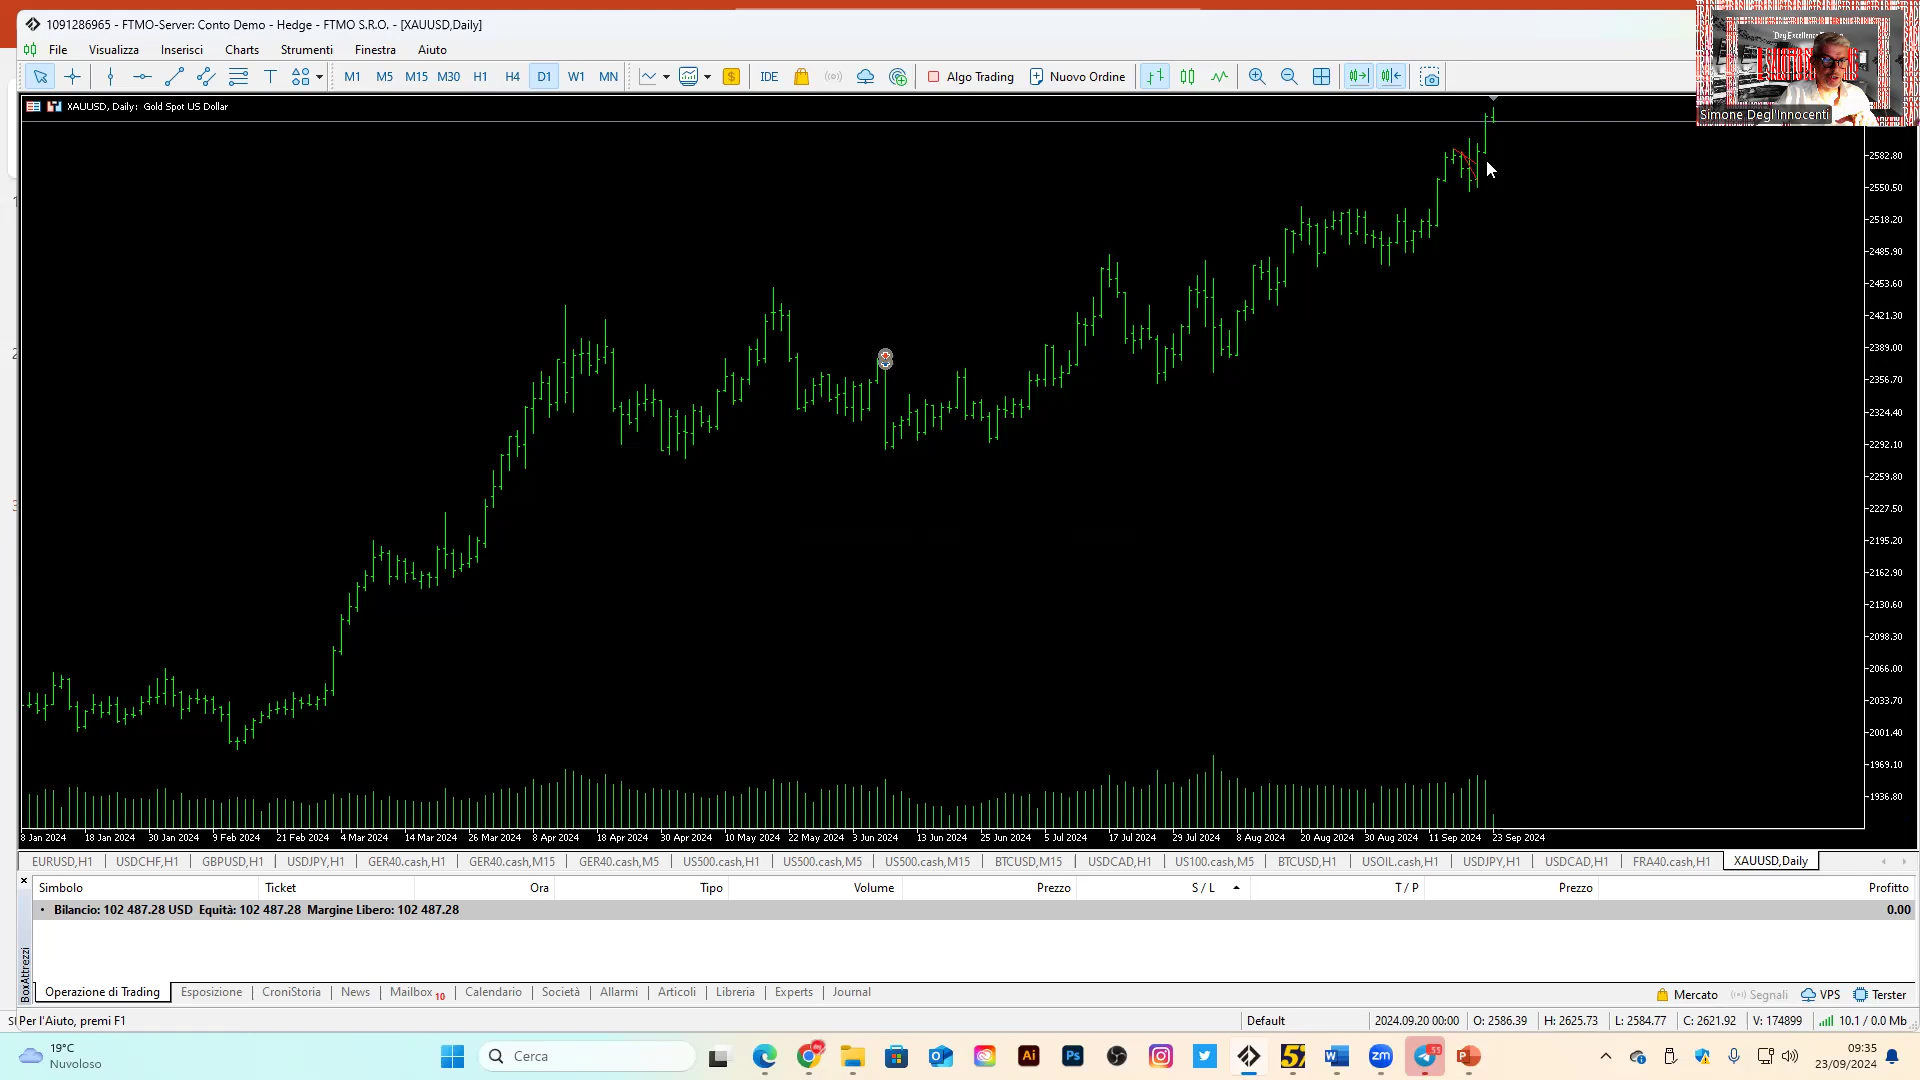 1091286965 - FTMO-Server: Conto Demo - Hedge - FTMO S.R.O. - [XAUUSD,Daily]
File Visualizza Inserisci Charts Strumenti Finestra Aiuto
M1 M5 M15 M30 H1 H4 D1 W1 MN IDE Algo Trading Nuovo Ordine
XAUUSD, Daily: Gold Spot US Dollar
Simone Degl'Innocenti
2582.80
2550.50
2518.20
2485.90
2453.60
2421.30
2389.00
2356.70
2324.40
2292.10
2259.80
2227.50
2195.20
2162.90
2130.60
2098.30
2066.00
2033.70
2001.40
1969.10
1936.80
8 Jan 2024 18 Jan 2024 30 Jan 2024 9 Feb 2024 21 Feb 2024 4 Mar 2024 14 Mar 2024 26 Mar 2024 8 Apr 2024 18 Apr 2024 30 Apr 2024 10 May 2024 22 May 2024 3 Jun 2024 13 Jun 2024 25 Jun 2024 5 Jul 2024 17 Jul 2024 29 Jul 2024 8 Aug 2024 20 Aug 2024 30 Aug 2024 11 Sep 2024 23 Sep 2024
EURUSD,H1 USDCHF,H1 GBPUSD,H1 USDJPY,H1 GER40.cash,H1 GER40.cash,M15 GER40.cash,M5 US500.cash,H1 US500.cash,M5 US500.cash,M15 BTCUSD,M15 USDCAD,H1 US100.cash,M5 BTCUSD,H1 USOIL.cash,H1 USDJPY,H1 USDCAD,H1 FRA40.cash,H1 XAUUSD,Daily
Simbolo Ticket Ora Tipo Volume Prezzo S / L T / P Prezzo Profitto
Bilancio: 102 487.28 USD Equità: 102 487.28 Margine Libero: 102 487.28 0.00
BoxAttrezzi
Operazione di Trading Esposizione CroniStoria News Mailbox 10 Calendario Società Allarmi Articoli Libreria Experts Journal
Mercato Segnali VPS Terster
Per l'Aiuto, premi F1 Default 2024.09.20 00:00 O: 2586.39 H: 2625.73 L: 2584.77 C: 2621.92 V: 174899 10.1 / 0.0 Mb
19°C
Nuvoloso
Cerca
Ai Ps zm
09:35
23/09/2024